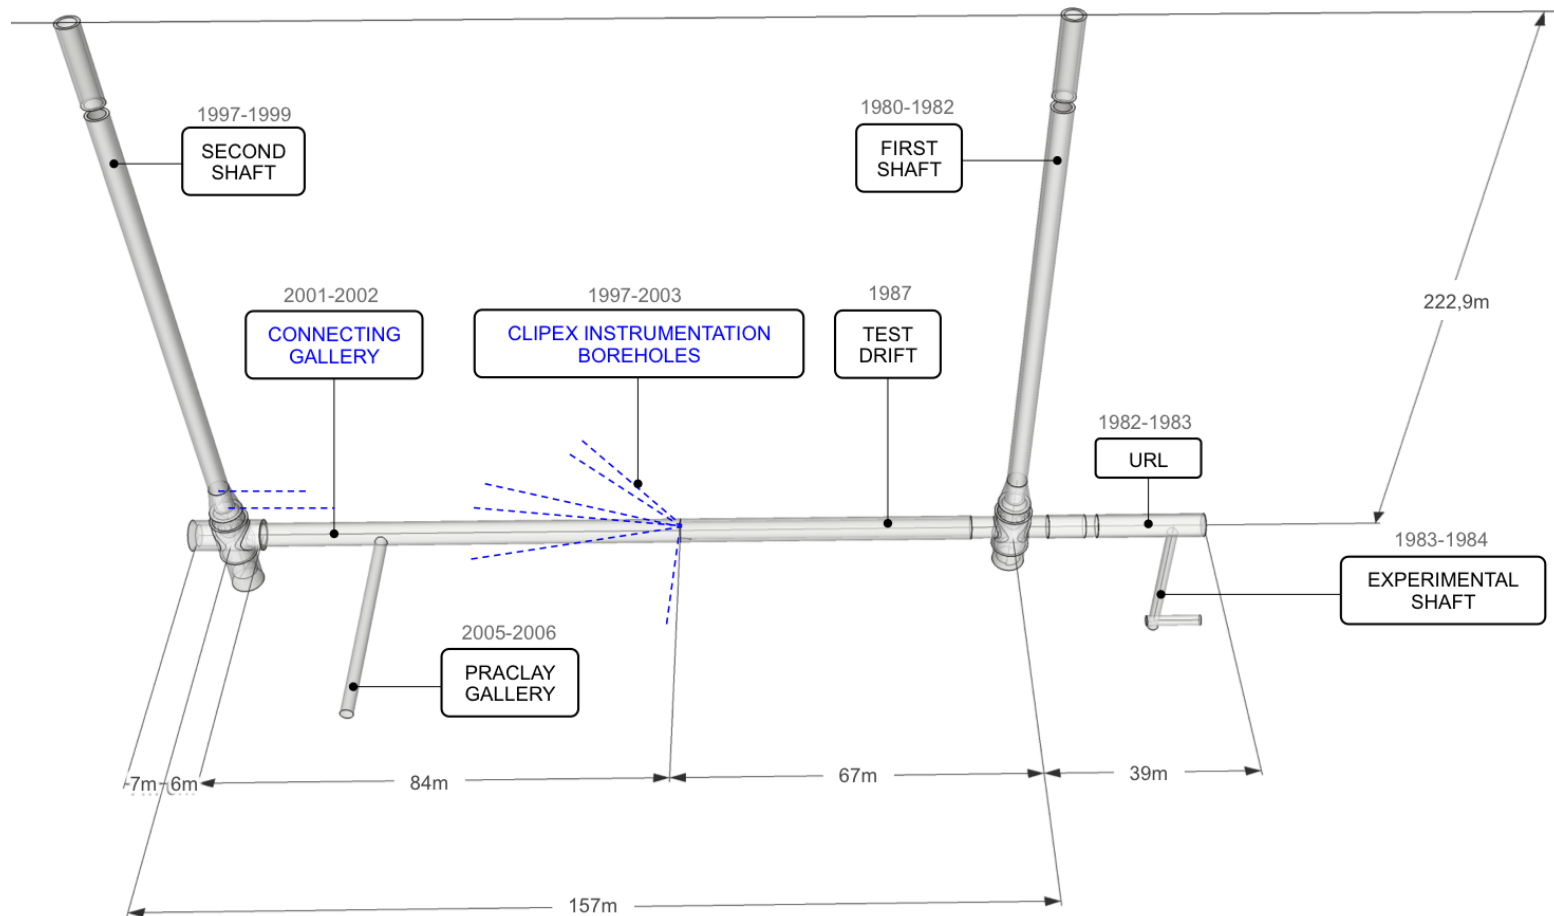 1997-1999
SECOND
SHAFT
1980-1982
FIRST
SHAFT
222,9m
2001-2002
CONNECTING
GALLERY
1997-2003
CLIPEX INSTRUMENTATION
BOREHOLES
1987
TEST
DRIFT
1982-1983
URL
1983-1984
EXPERIMENTAL
SHAFT
2005-2006
PRACLAY
GALLERY
7m
6m
84m
67m
39m
157m